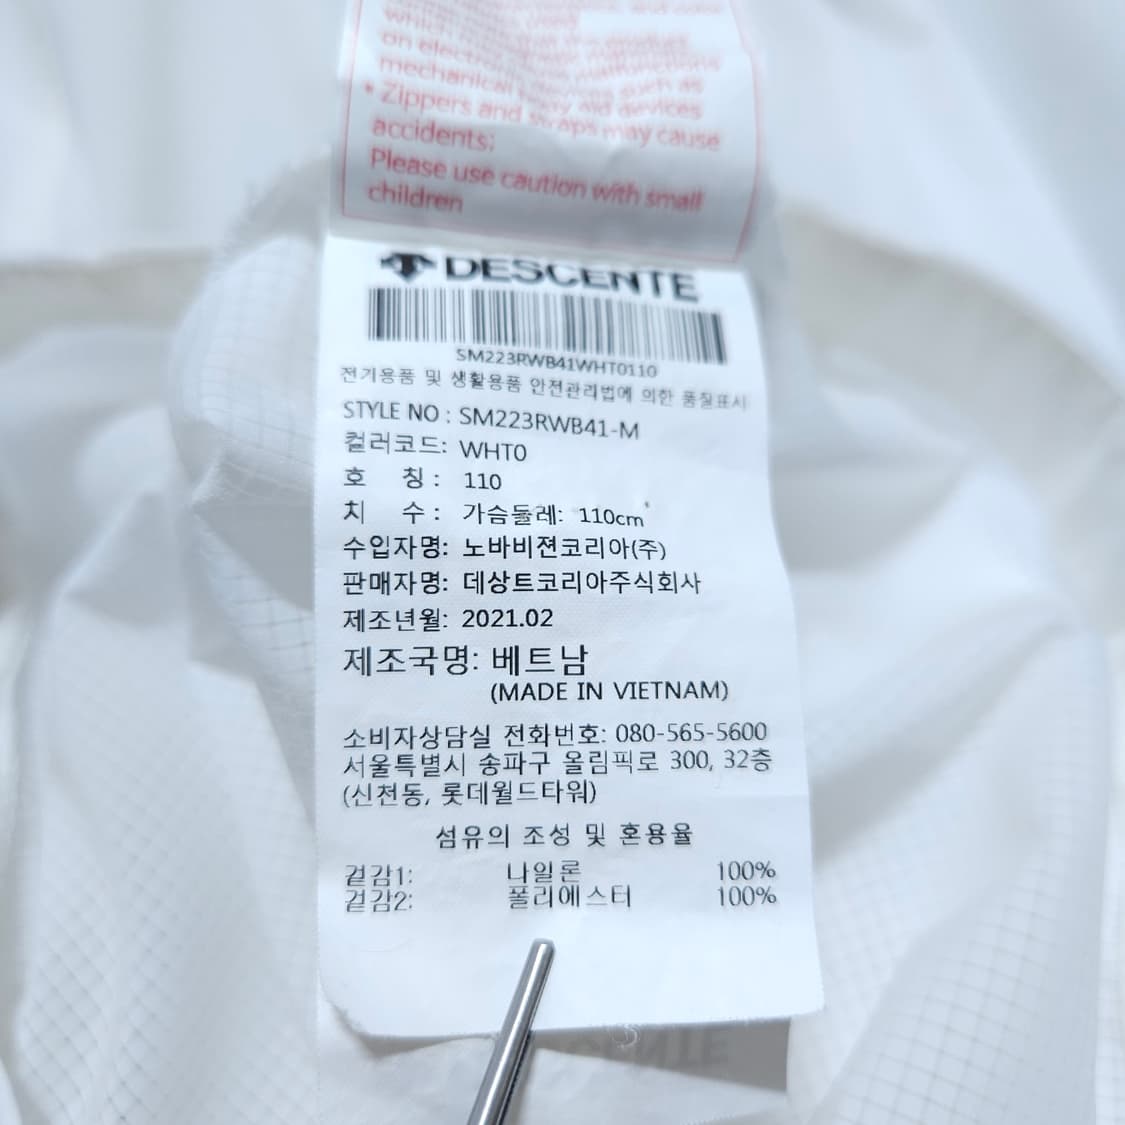 on
mechanical such as
* Zippers and straps may cause
accidents;
Please use caution with small
children
DESCENTE
SM223RWB41WHT0110
전기용품 및 생활용품 안전관리법에 의한 품질표시
STYLE NO : SM223RWB41-M
컬러코드: WHT0
호 칭 : 110
치 수 : 가슴둘레: 110cm
수입자명: 노바비젼코리아(주)
판매자명: 데상트코리아주식회사
제조년월: 2021.02
제조국명: 베트남
(MADE IN VIETNAM)
소비자상담실 전화번호: 080-565-5600
서울특별시 송파구 올림픽로 300, 32층
(신천동, 롯데월드타워)
섬유의 조성 및 혼용율
겉감1: 나일론 100%
겉감2: 폴리에스터 100%